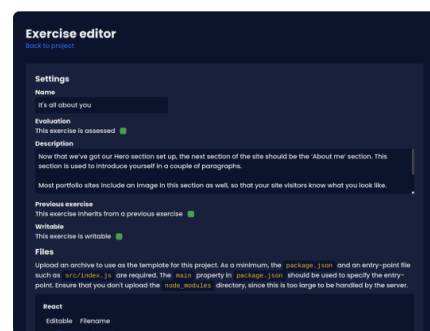 Exercise editor
Back to project
Settings
Name
It's all about you
Evaluation
This exercise is assessed
Description
Now that we've got our Hero section set up, the next section of the site should be the 'About me' section. This
section is used to introduce yourself in a couple of paragraphs.
Most portfolio sites include an image in this section as well, so that your site visitors know what you look like.
Previous exercise
This exercise inherits from a previous exercise
Writable
This exercise is writable
Files
Upload an archive to use as the template for this project. As a minimum, the package.json and an entry-point file
such as src/index.js are required. The main property in package.json should be used to specify the entry-
point. Ensure that you don't upload the node_modules directory, since this is too large to be handled by the server.
React
Editable Filename